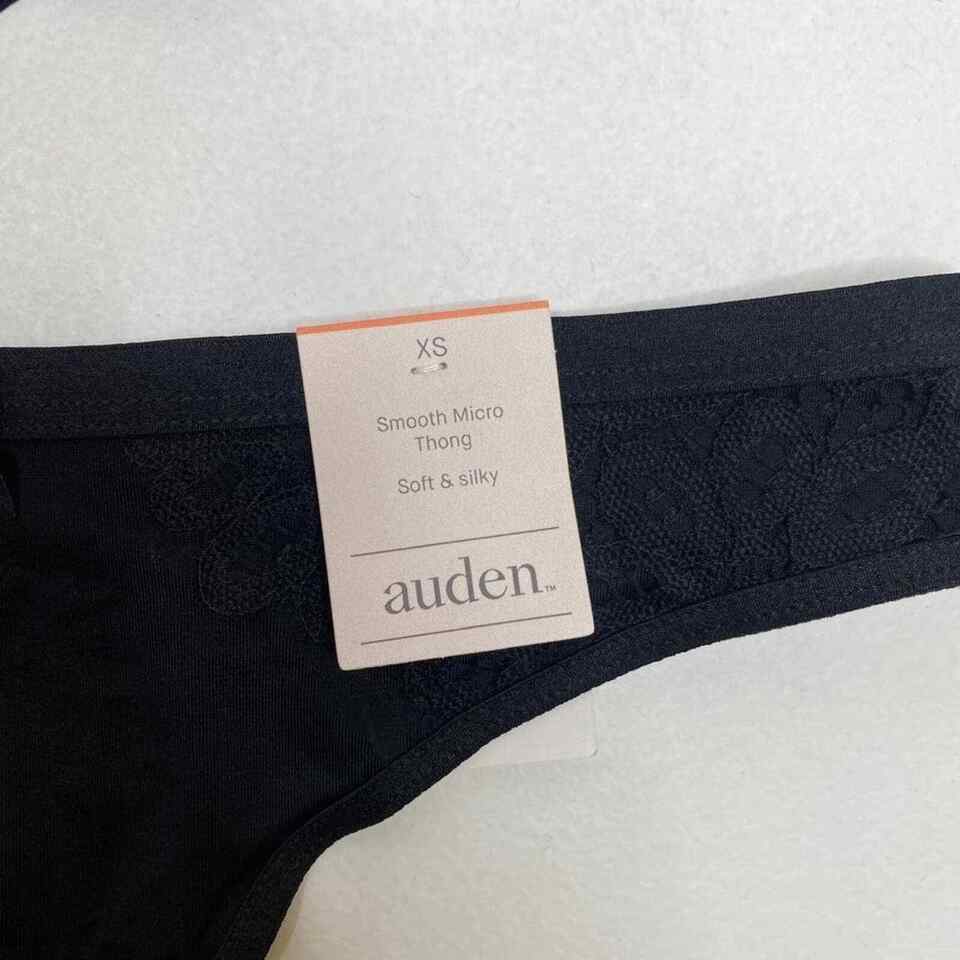 XS
Smooth Micro
Thong
Soft & silky
auden™